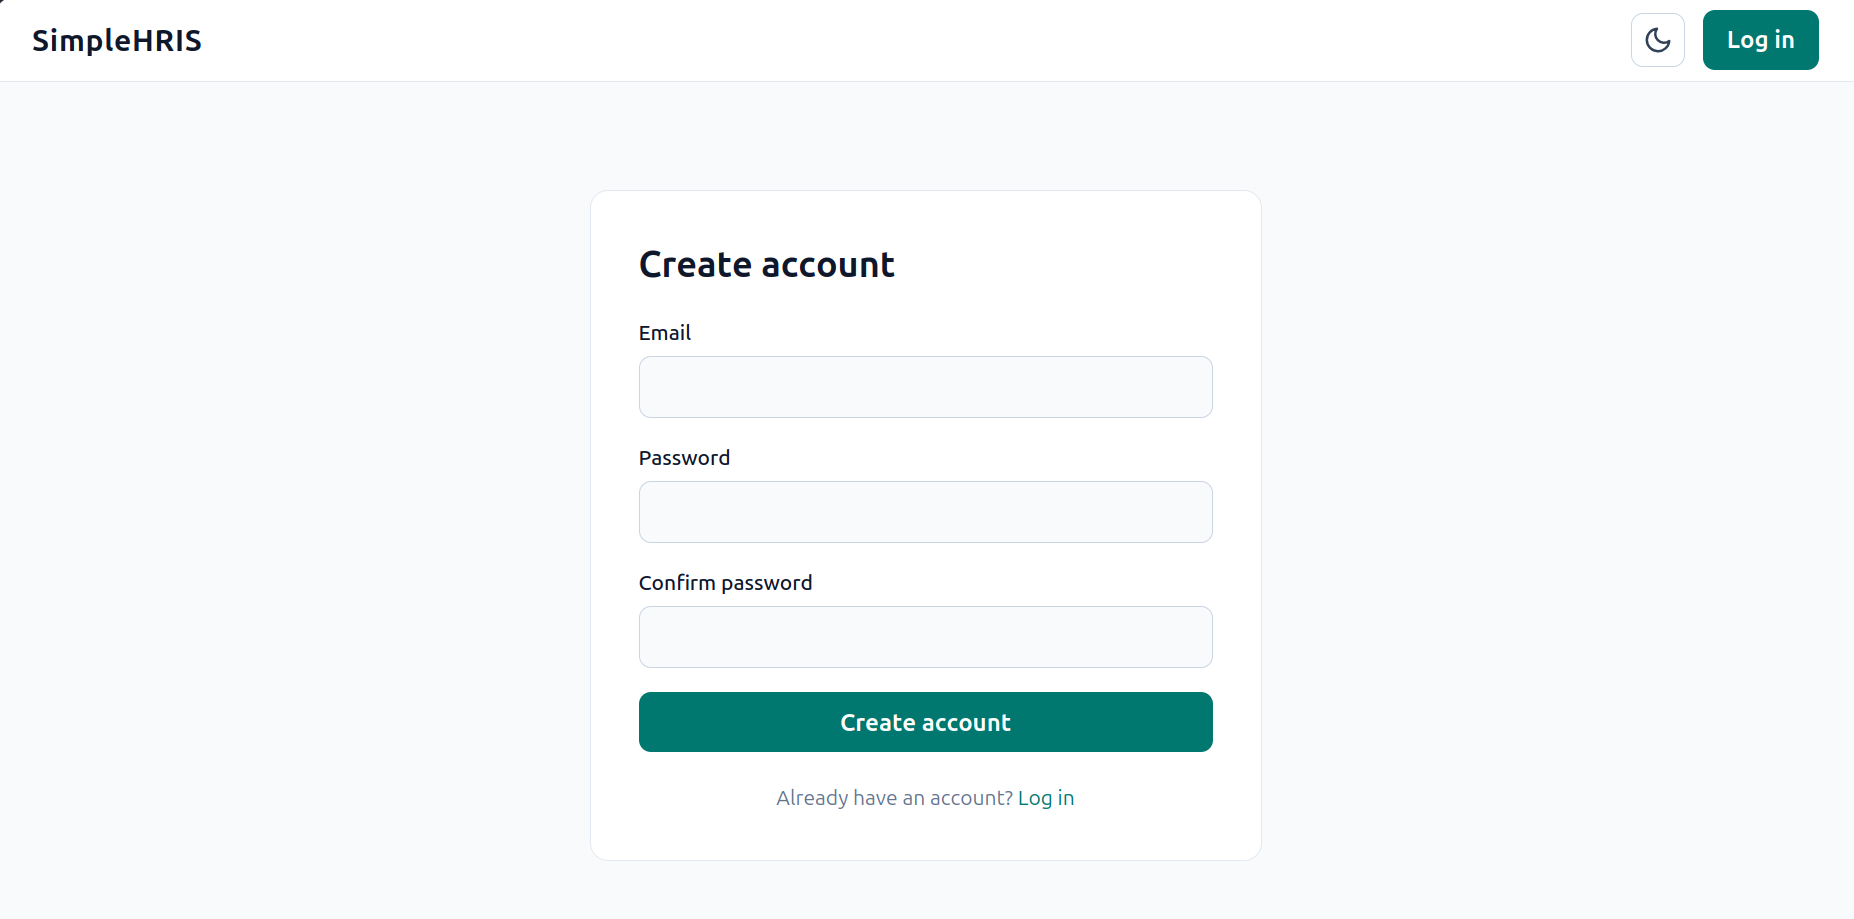 SimpleHRIS
Log in
Create account
Email
Password
Confirm password
Create account
Already have an account? Log in